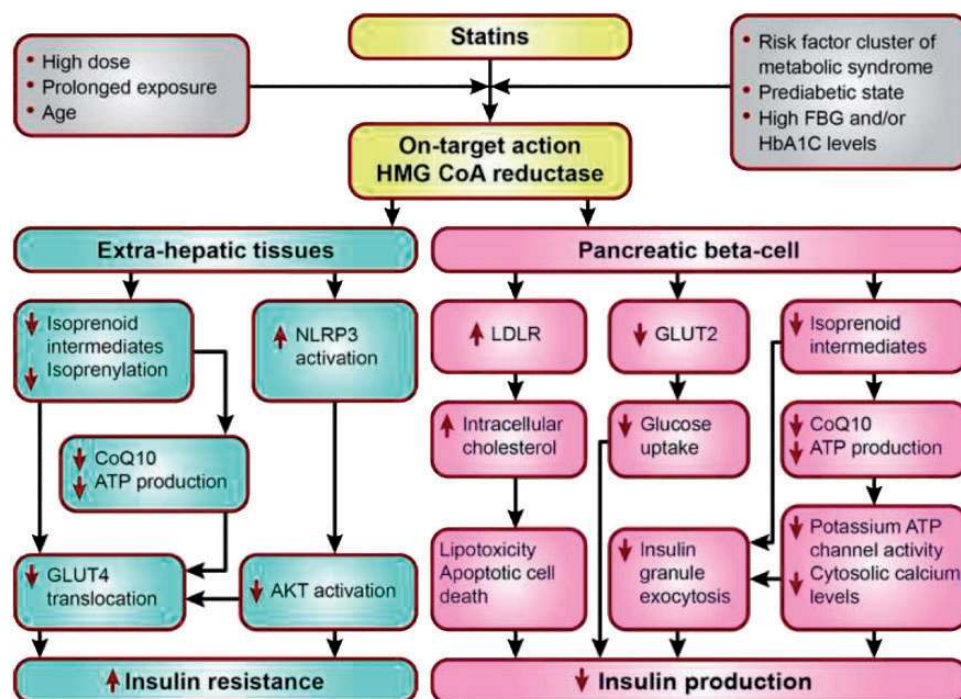 Statins
• High dose
• Prolonged exposure
• Age
• Risk factor cluster of
metabolic syndrome
• Prediabetic state
• High FBG and/or
HbA1C levels
On-target action
HMG CoA reductase
Extra-hepatic tissues
Pancreatic beta-cell
↓ Isoprenoid
intermediates
↓ Isoprenylation
↑ NLRP3
activation
↑ LDLR
↓ GLUT2
↓ Isoprenoid
intermediates
↓ CoQ10
↓ ATP production
↑ Intracellular
cholesterol
↓ Glucose
uptake
↓ CoQ10
↓ ATP production
↓ GLUT4
translocation
↓ AKT activation
Lipotoxicity
Apoptotic cell
death
↓ Insulin
granule
exocytosis
↓ Potassium ATP
channel activity
↓ Cytosolic calcium
levels
↑ Insulin resistance
↓ Insulin production